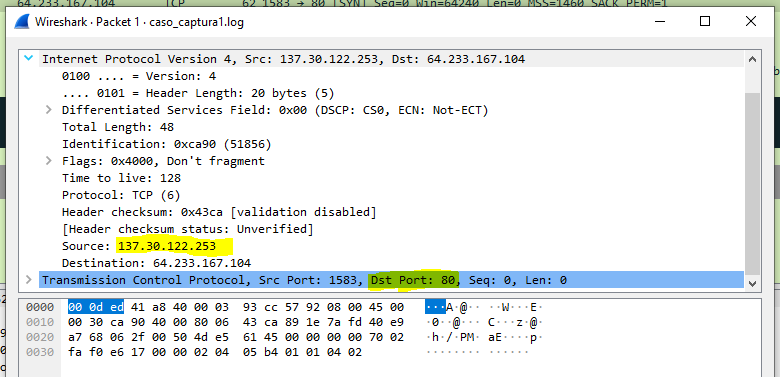 64.233.167.104 TCP 62 1583 → 80 [SYN] Seq=0 Win=64240 Len=0 MSS=1460 SACK_PERM=1
Wireshark · Packet 1 · caso_captura1.log
Internet Protocol Version 4, Src: 137.30.122.253, Dst: 64.233.167.104
0100 .... = Version: 4
.... 0101 = Header Length: 20 bytes (5)
Differentiated Services Field: 0x00 (DSCP: CS0, ECN: Not-ECT)
Total Length: 48
Identification: 0xca90 (51856)
Flags: 0x4000, Don't fragment
Time to live: 128
Protocol: TCP (6)
Header checksum: 0x43ca [validation disabled]
[Header checksum status: Unverified]
Source: 137.30.122.253
Destination: 64.233.167.104
Transmission Control Protocol, Src Port: 1583, Dst Port: 80, Seq: 0, Len: 0
0000 00 0d ed 41 a8 40 00 03 93 cc 57 92 08 00 45 00 ···A·@·· ··W···E·
0010 00 30 ca 90 40 00 80 06 43 ca 89 1e 7a fd 40 e9 ·0··@··· C···z·@·
0020 a7 68 06 2f 00 50 4d e5 61 45 00 00 00 00 70 02 ·h·/·PM· aE····p·
0030 fa f0 e6 17 00 00 02 04 05 b4 01 01 04 02 ········ ······